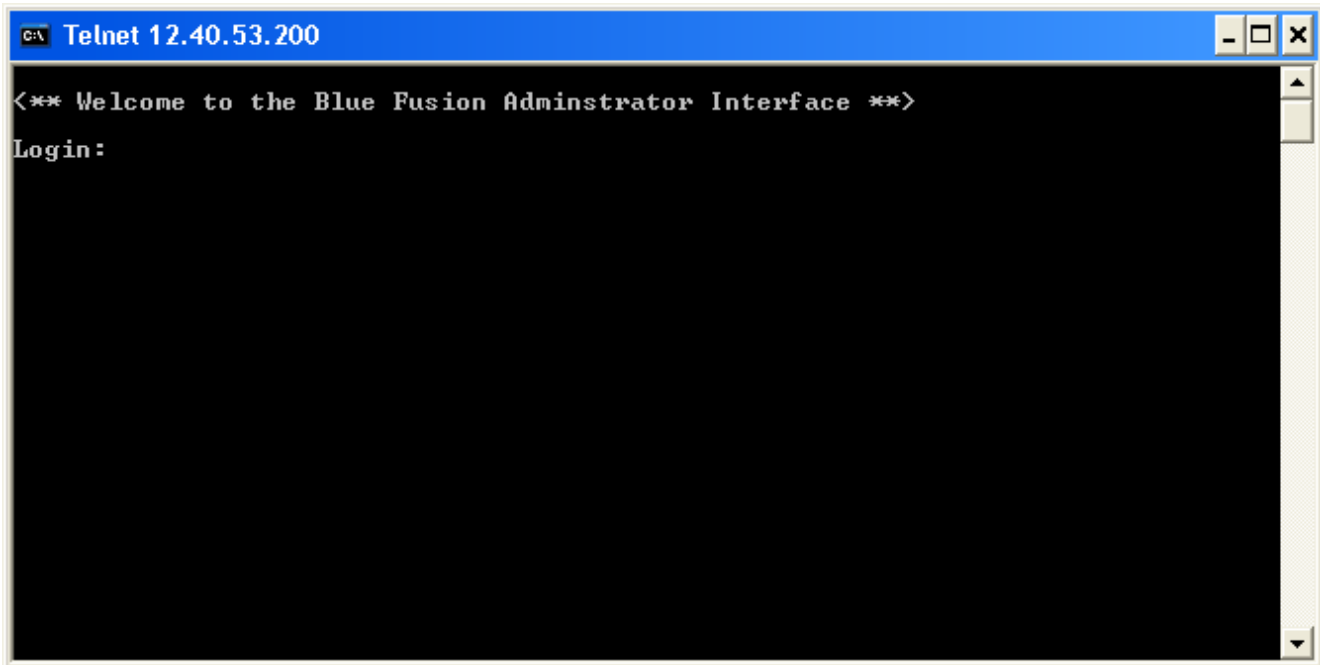 Telnet 12.40.53.200
<** Welcome to the Blue Fusion Adminstrator Interface **>
Login: